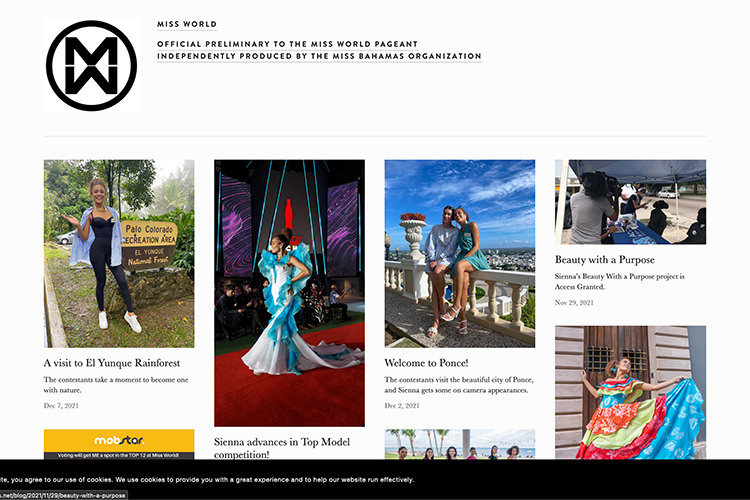 MISS WORLD
OFFICIAL PRELIMINARY TO THE MISS WORLD PAGEANT
INDEPENDENTLY PRODUCED BY THE MISS BAHAMAS ORGANIZATION
Palo Colorado
RECREATION AREA
EL YUNQUE
National Forest
A visit to El Yunque Rainforest
The contestants take a moment to become one
with nature.
Dec 7, 2021
mobstar
Voting will get ME a spot in the TOP 12 at Miss World!
Sienna advances in Top Model
competition!
Welcome to Ponce!
The contestants visit the beautiful city of Ponce,
and Sienna gets some on camera appearances.
Dec 2, 2021
Beauty with a Purpose
Sienna's Beauty With a Purpose project is
Access Granted.
Nov 29, 2021
ite, you agree to our use of cookies. We use cookies to provide you with a great experience and to help our website run effectively.
s.net/blog/2021/11/29/beauty-with-a-purpose